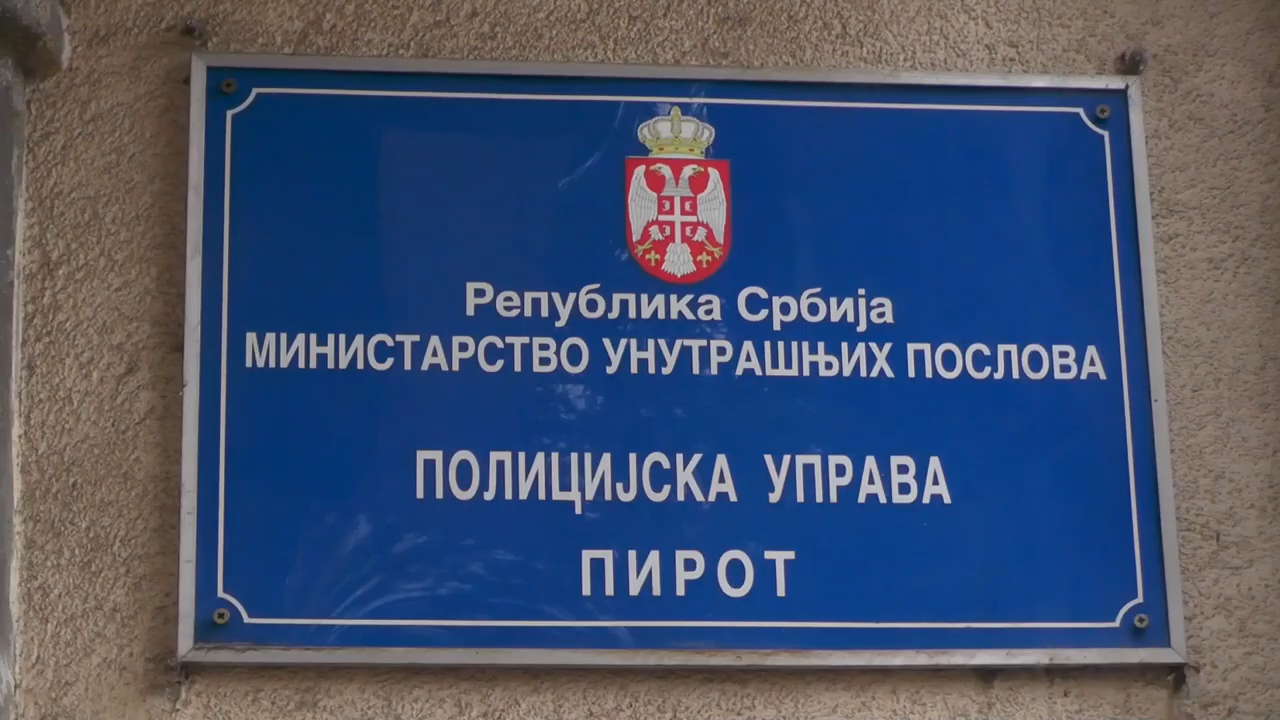 Република Србија
МИНИСТАРСТВО УНУТРАШЊИХ ПОСЛОВА
ПОЛИЦИЈСКА УПРАВА
ПИРОТ